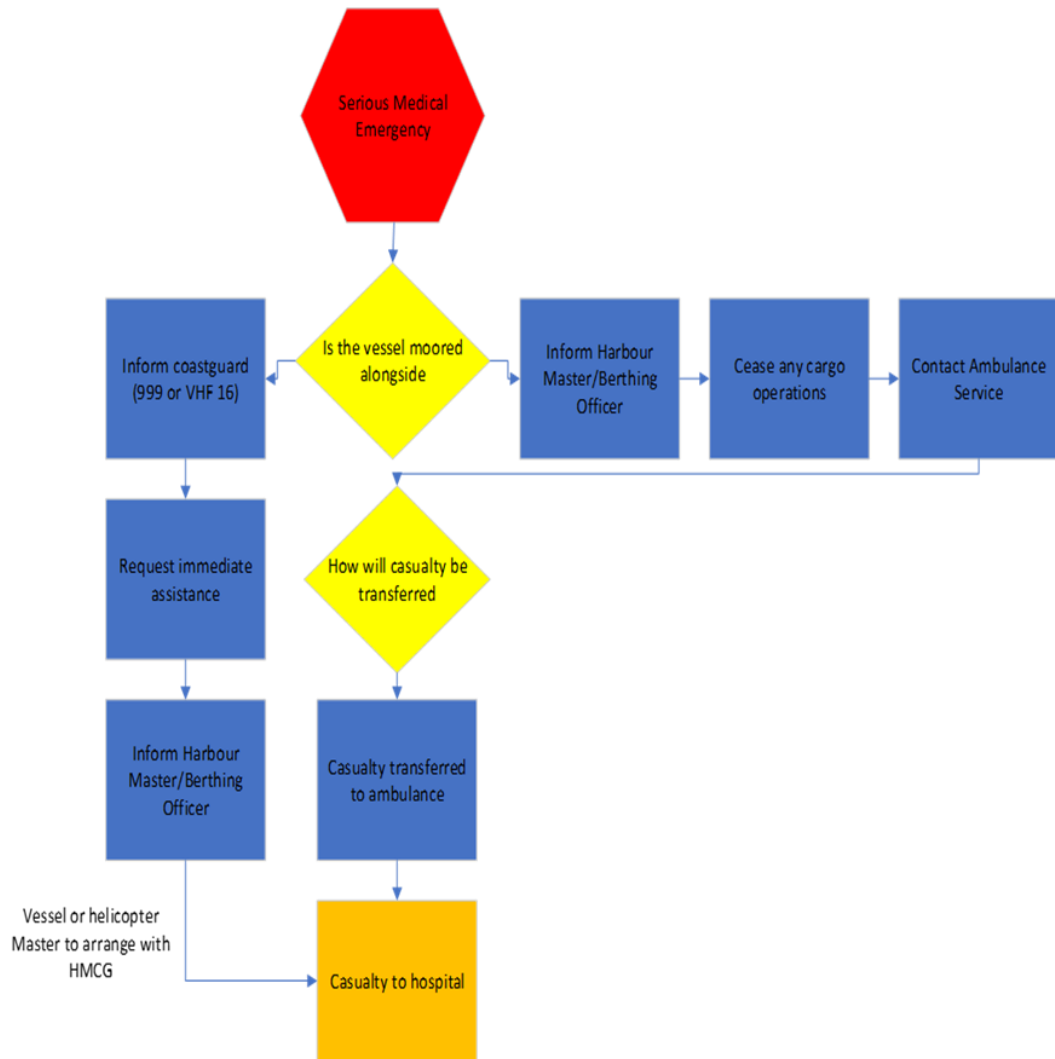 Serious Medical
Emergency
Is the vessel moored
alongside
Inform coastguard
(999 or VHF 16)
Inform Harbour
Master/Berthing
Officer
Cease any cargo
operations
Contact Ambulance
Service
Request immediate
assistance
How will casualty be
transferred
Inform Harbour
Master/Berthing
Officer
Casualty transferred
to ambulance
Vessel or helicopter
Master to arrange with
HMCG
Casualty to hospital